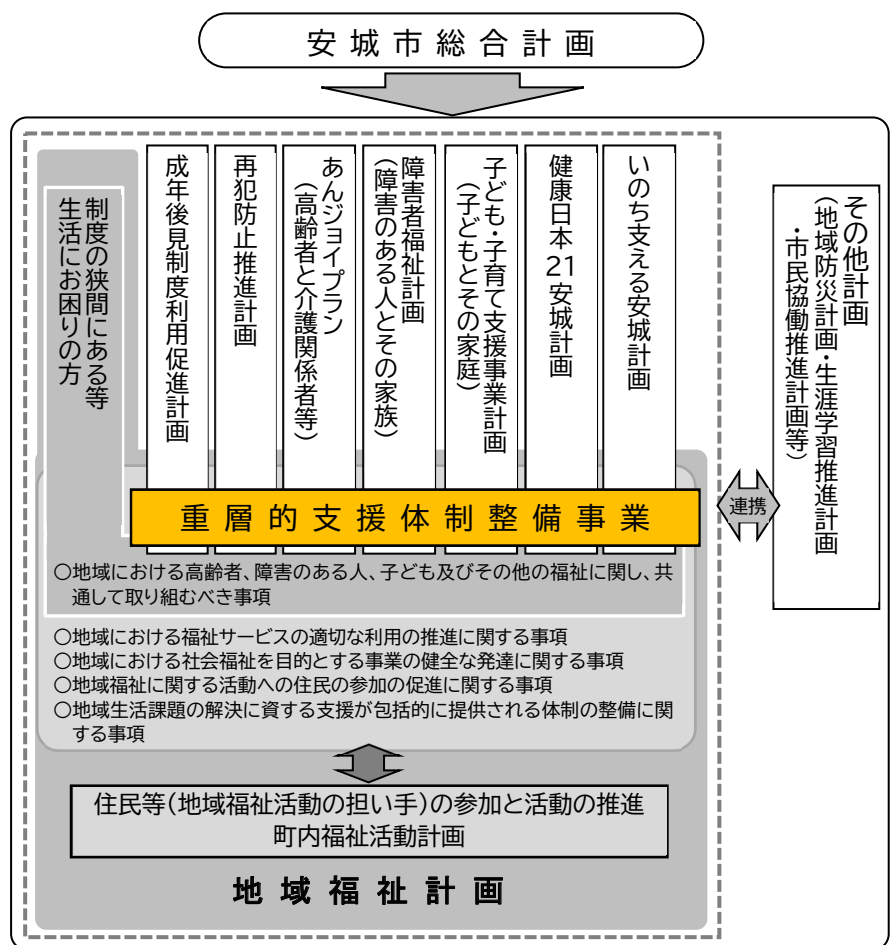 安城市総合計画
制度の狭間にある等
生活にお困りの方
成年後見制度利用促進計画
再犯防止推進計画
あんジョイプラン
（高齢者と介護関係者等）
障害者福祉計画
（障害のある人とその家族）
子ども・子育て支援事業計画
（子どもとその家庭）
健康日本21安城計画
いのち支える安城計画
その他計画
（地域防災計画・生涯学習推進計画
・市民協働推進計画等）
連携
重層的支援体制整備事業
○地域における高齢者、障害のある人、子ども及びその他の福祉に関し、共
通して取り組むべき事項
○地域における福祉サービスの適切な利用の推進に関する事項
○地域における社会福祉を目的とする事業の健全な発達に関する事項
○地域福祉に関する活動への住民の参加の促進に関する事項
○地域生活課題の解決に資する支援が包括的に提供される体制の整備に関
する事項
住民等(地域福祉活動の担い手)の参加と活動の推進
町内福祉活動計画
地域福祉計画